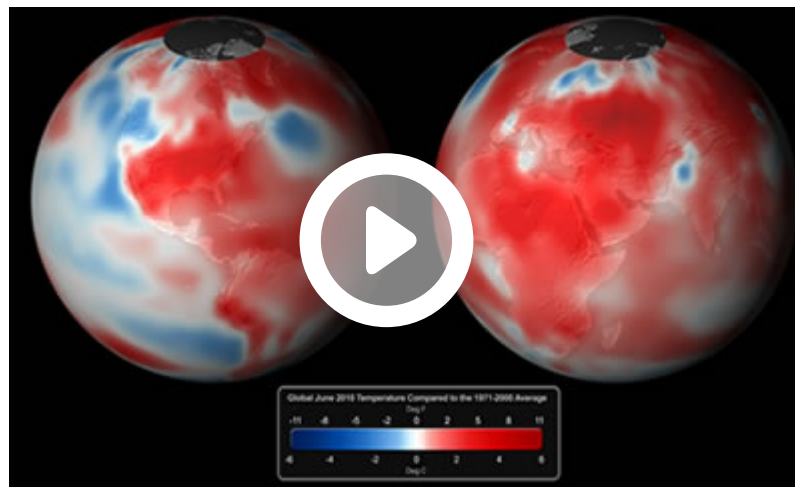 Global June 2010 Temperature Compared to the 1971-2000 Average
Deg F
-11 -8 -5 -2 0 2 5 8 11
-6 -4 -2 0 2 4 6
Deg C